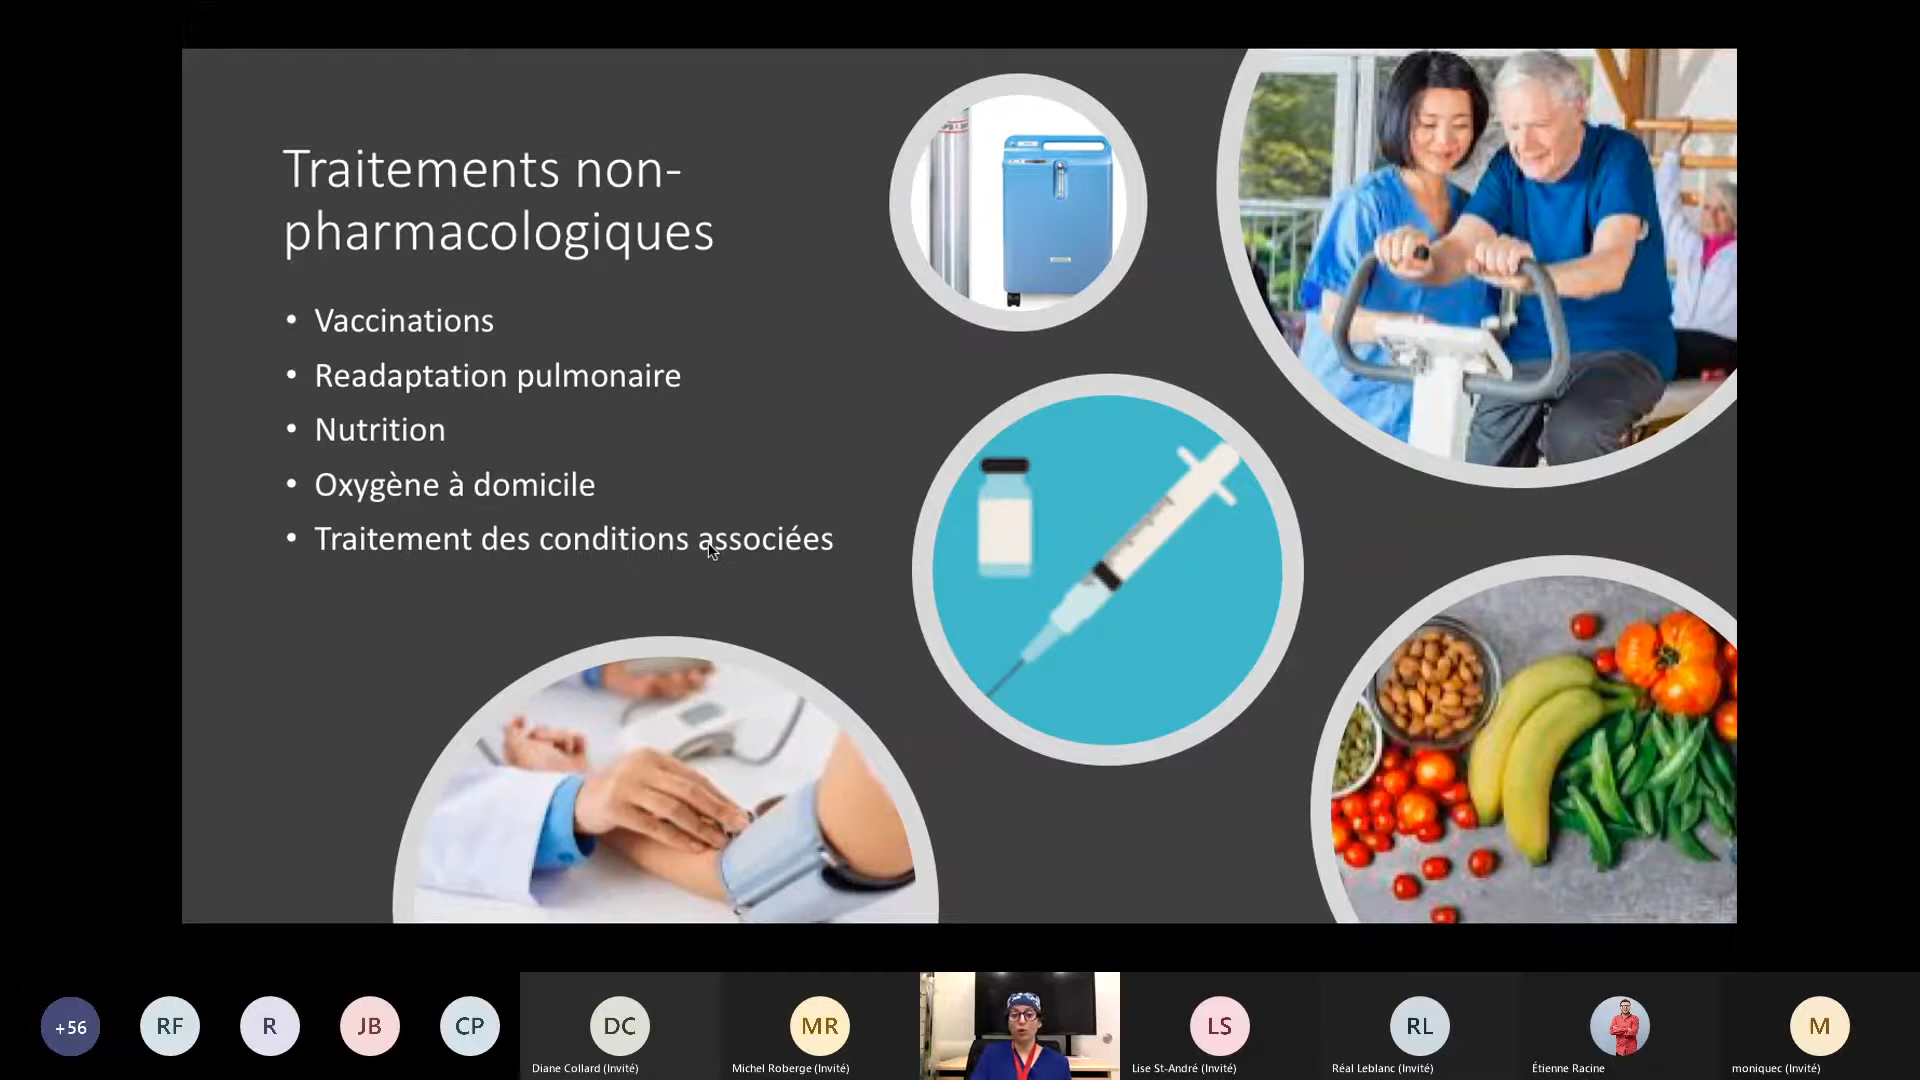 Traitements non-
pharmacologiques
• Vaccinations
• Readaptation pulmonaire
• Nutrition
• Oxygène à domicile
• Traitement des conditions associées
+56
RF
R
JB
CP
DC
MR
LS
RL
M
Diane Collard (Invité)
Michel Roberge (Invité)
Lise St-André (Invité)
Réal Leblanc (Invité)
Étienne Racine
moniquec (Invité)